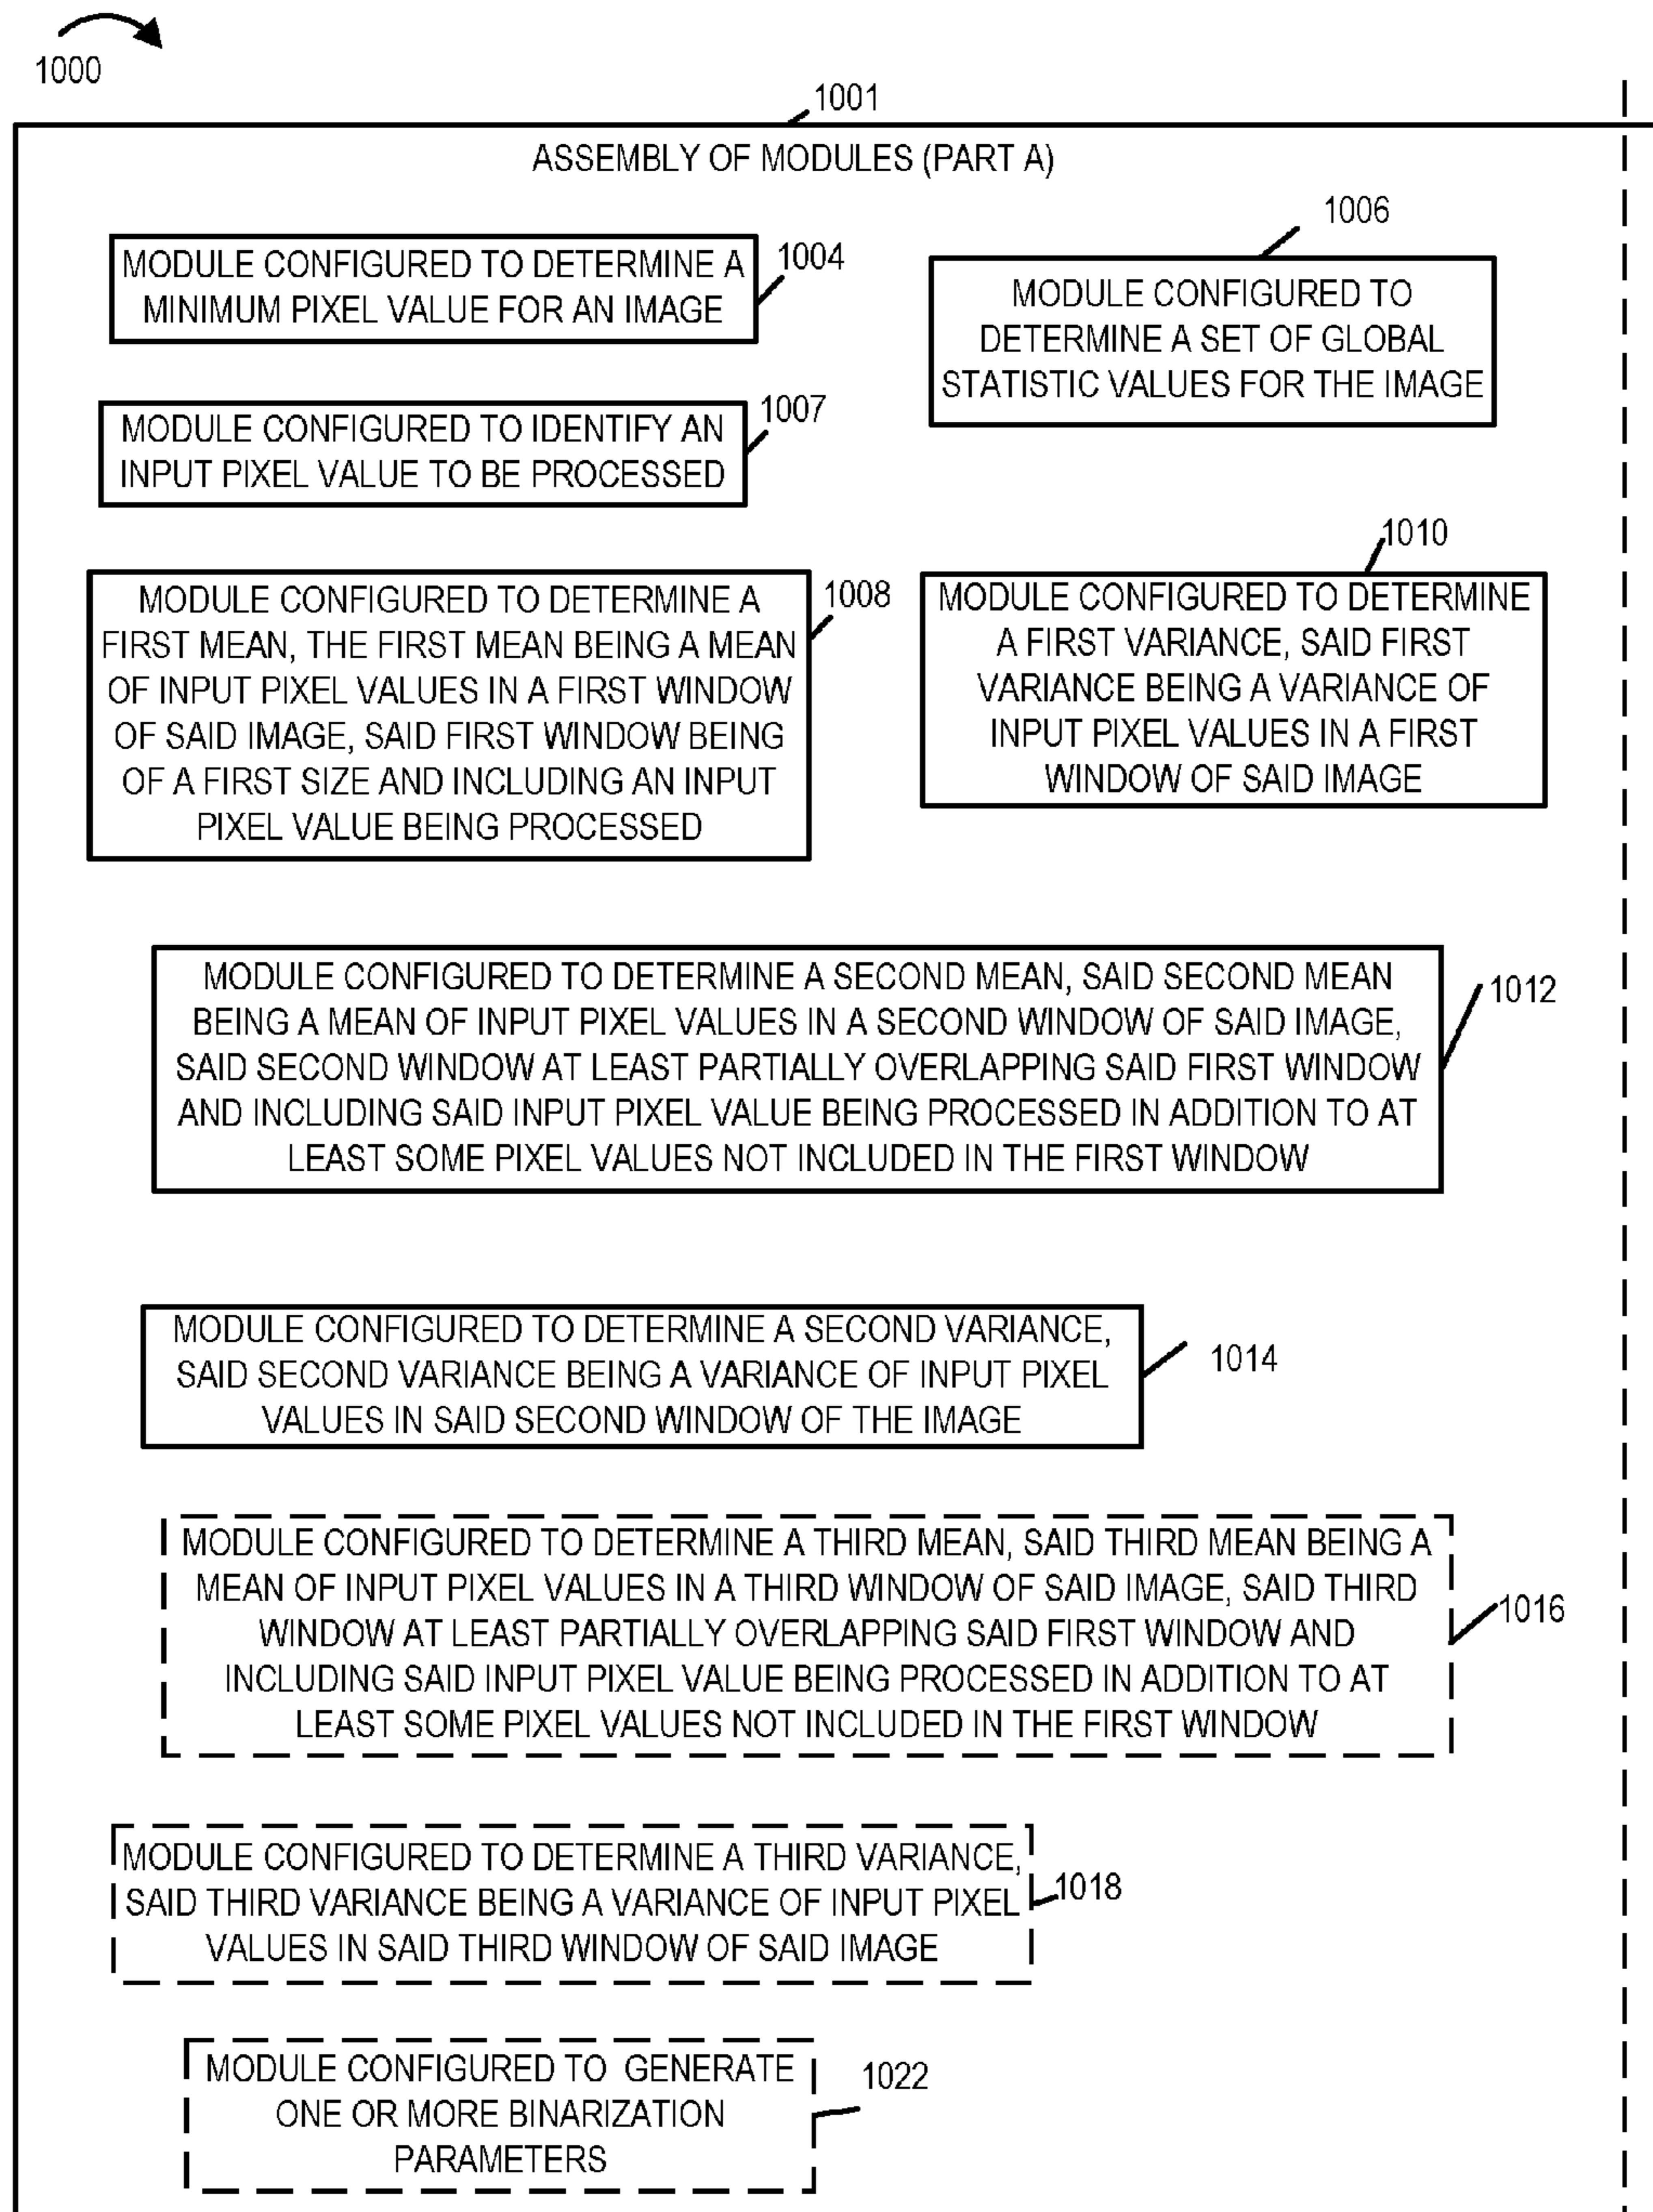 1000
1001
ASSEMBLY OF MODULES (PART A)
1006
MODULE CONFIGURED TO DETERMINE A
MINIMUM PIXEL VALUE FOR AN IMAGE
1004
MODULE CONFIGURED TO
DETERMINE A SET OF GLOBAL
STATISTIC VALUES FOR THE IMAGE
1007
MODULE CONFIGURED TO IDENTIFY AN
INPUT PIXEL VALUE TO BE PROCESSED
1010
MODULE CONFIGURED TO DETERMINE A
FIRST MEAN, THE FIRST MEAN BEING A MEAN
OF INPUT PIXEL VALUES IN A FIRST WINDOW
OF SAID IMAGE, SAID FIRST WINDOW BEING
OF A FIRST SIZE AND INCLUDING AN INPUT
PIXEL VALUE BEING PROCESSED
1008
MODULE CONFIGURED TO DETERMINE
A FIRST VARIANCE, SAID FIRST
VARIANCE BEING A VARIANCE OF
INPUT PIXEL VALUES IN A FIRST
WINDOW OF SAID IMAGE
MODULE CONFIGURED TO DETERMINE A SECOND MEAN, SAID SECOND MEAN
BEING A MEAN OF INPUT PIXEL VALUES IN A SECOND WINDOW OF SAID IMAGE,
SAID SECOND WINDOW AT LEAST PARTIALLY OVERLAPPING SAID FIRST WINDOW
AND INCLUDING SAID INPUT PIXEL VALUE BEING PROCESSED IN ADDITION TO AT
LEAST SOME PIXEL VALUES NOT INCLUDED IN THE FIRST WINDOW
1012
MODULE CONFIGURED TO DETERMINE A SECOND VARIANCE,
SAID SECOND VARIANCE BEING A VARIANCE OF INPUT PIXEL
VALUES IN SAID SECOND WINDOW OF THE IMAGE
1014
MODULE CONFIGURED TO DETERMINE A THIRD MEAN, SAID THIRD MEAN BEING A
MEAN OF INPUT PIXEL VALUES IN A THIRD WINDOW OF SAID IMAGE, SAID THIRD
WINDOW AT LEAST PARTIALLY OVERLAPPING SAID FIRST WINDOW AND
INCLUDING SAID INPUT PIXEL VALUE BEING PROCESSED IN ADDITION TO AT
LEAST SOME PIXEL VALUES NOT INCLUDED IN THE FIRST WINDOW
1016
MODULE CONFIGURED TO DETERMINE A THIRD VARIANCE,
SAID THIRD VARIANCE BEING A VARIANCE OF INPUT PIXEL
VALUES IN SAID THIRD WINDOW OF SAID IMAGE
1018
MODULE CONFIGURED TO GENERATE
ONE OR MORE BINARIZATION
PARAMETERS
1022